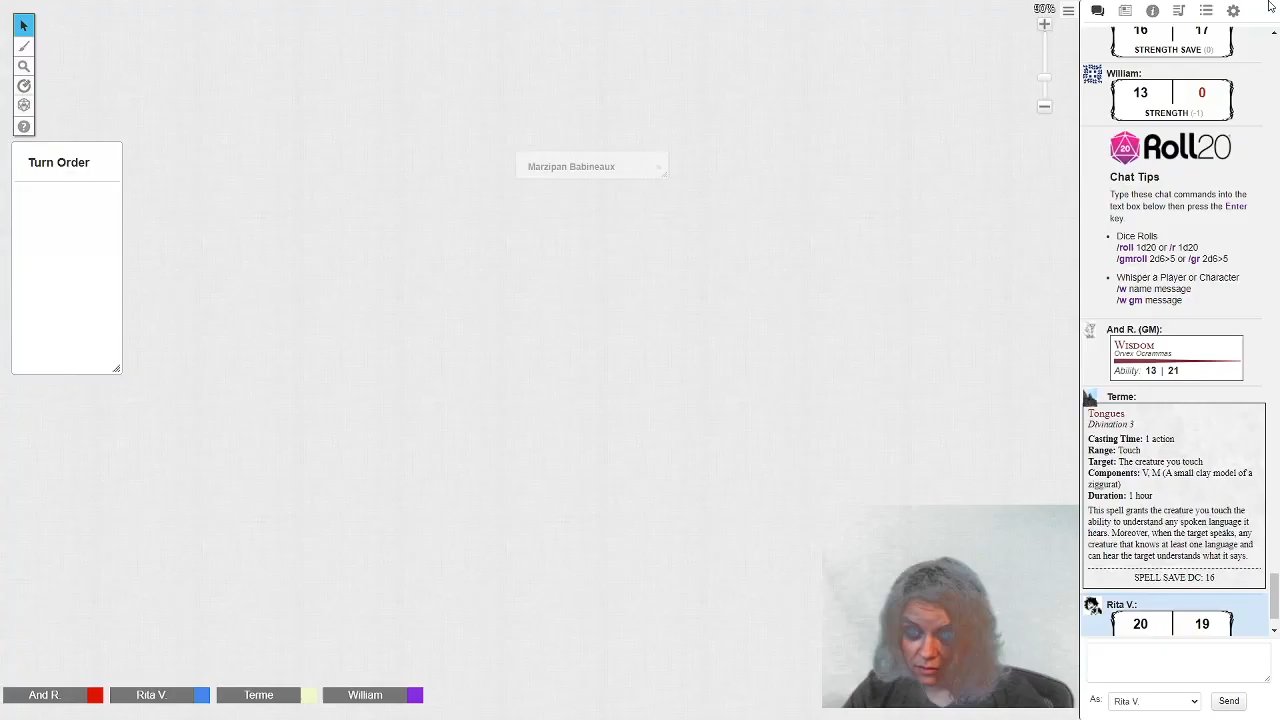 90%
Turn Order
Marzipan Babineaux
And R.
Rita V.
Terme
William
16 17
STRENGTH SAVE (0)
William:
13 0
STRENGTH (-1)
20 Roll20
Chat Tips
Type these chat commands into the
text box below then press the Enter
key.
• Dice Rolls
/roll 1d20 or /r 1d20
/gmroll 2d6>5 or /gr 2d6>5
• Whisper a Player or Character
/w name message
/w gm message
And R. (GM):
WISDOM
Orvex Ocrammas
Ability: 13 | 21
Terme:
Tongues
Divination 3
Casting Time: 1 action
Range: Touch
Target: The creature you touch
Components: V, M (A small clay model of a
ziggurat)
Duration: 1 hour
This spell grants the creature you touch the
ability to understand any spoken language it
hears. Moreover, when the target speaks, any
creature that knows at least one language and
can hear the target understands what it says.
SPELL SAVE DC: 16
Rita V.:
20 19
As: Rita V. Send